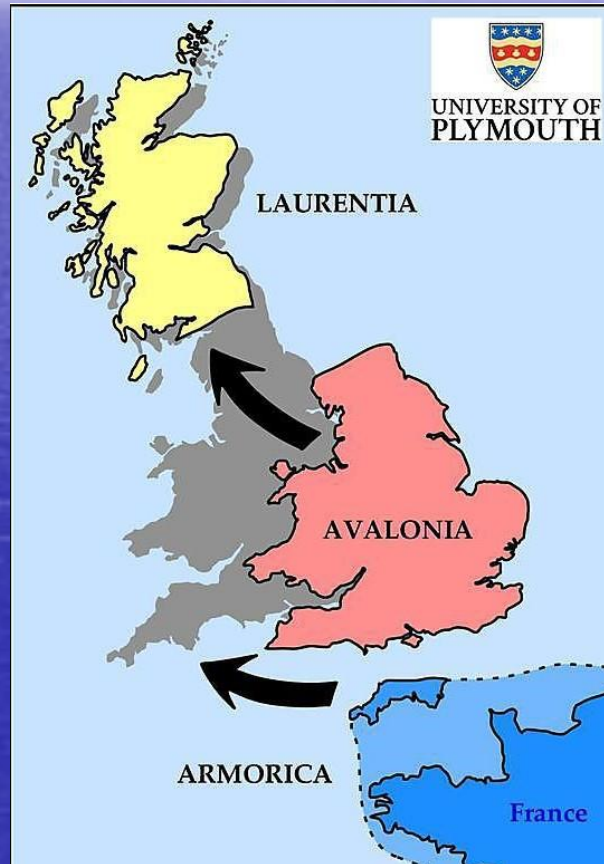 UNIVERSITY OF
PLYMOUTH
LAURENTIA
AVALONIA
ARMORICA
France